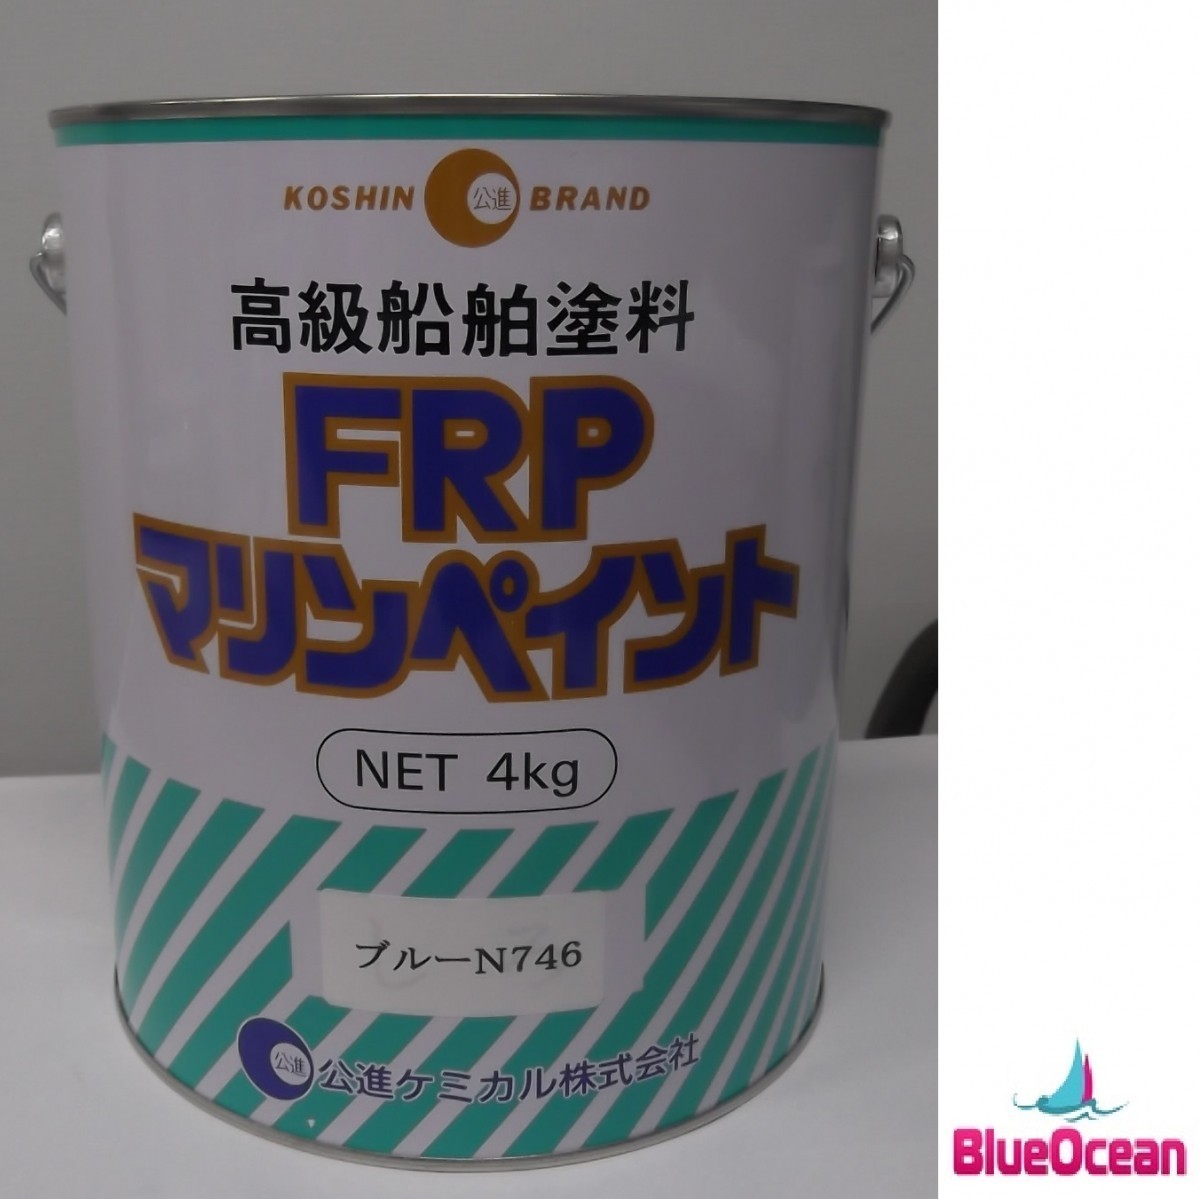 KOSHIN 公進 BRAND
高級船舶塗料
FRP
マリンペイント
NET 4kg
ブルーN746
公進 公進ケミカル株式会社
BlueOcean